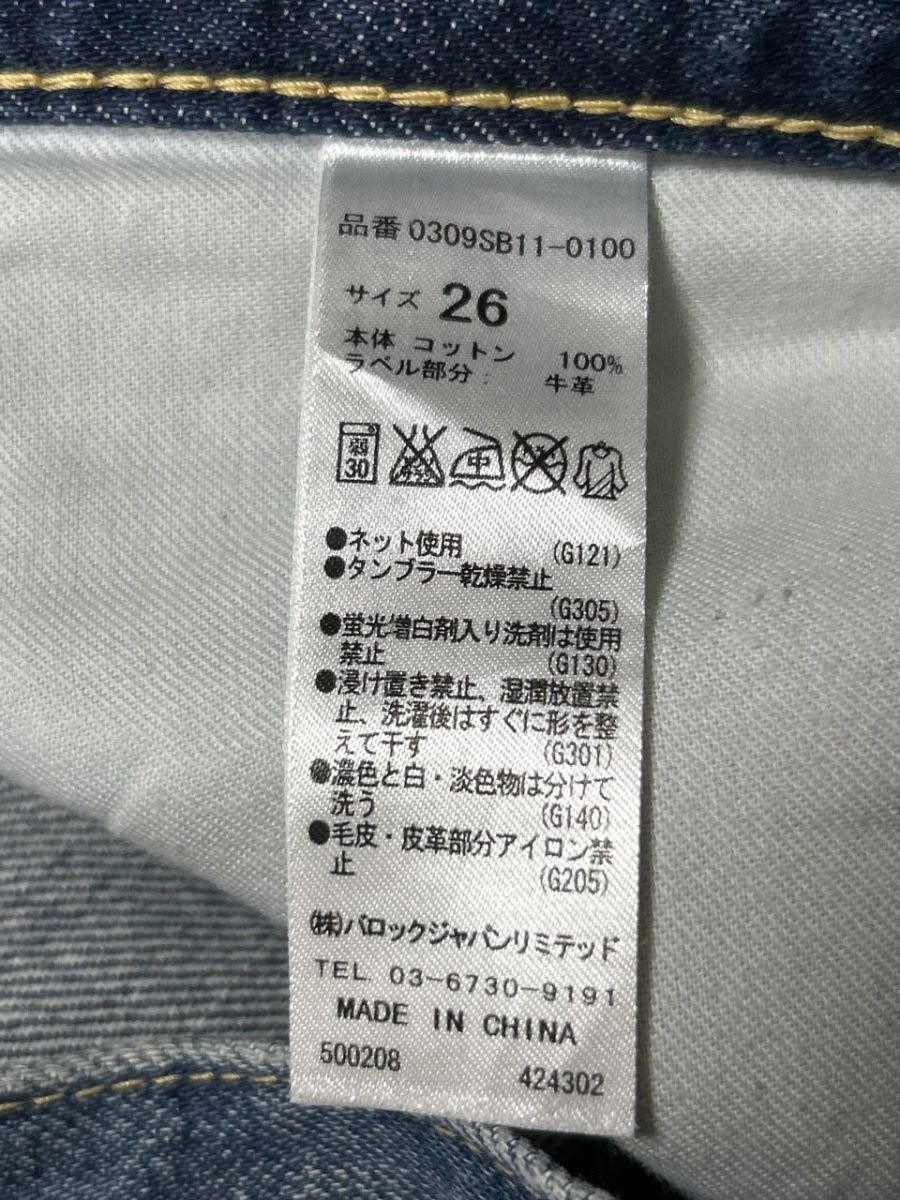 品番 0309SB11-0100
サイズ 26
本体 コットン 100%
ラベル部分: 牛革
弱 30 中
●ネット使用 (G121)
●タンブラー乾燥禁止
(G305)
●蛍光増白剤入り洗剤は使用
禁止 (G130)
●浸け置き禁止、湿潤放置禁
止、洗濯後はすぐに形を整
えて干す (G301)
●濃色と白・淡色物は分けて
洗う (G140)
●毛皮・皮革部分アイロン禁
止 (G205)
(株)バロックジャパンリミテッド
TEL 03-6730-9191
MADE IN CHINA
500208 424302